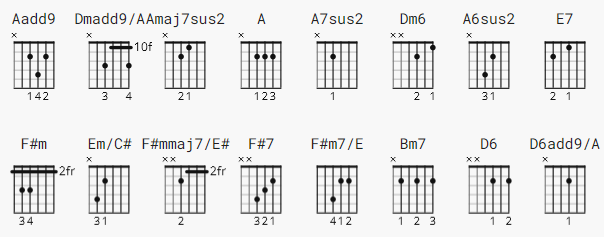 Aadd9 Dmadd9/A Amaj7sus2 A A7sus2 Dm6 A6sus2 E7
× × ×× × × ×× ×
10f
142 3 4 21 123 1 2 1 31 2 1
F#m Em/C# F#mmaj7/E# F#7 F#m7/E Bm7 D6 D6add9/A
× ×× ×× × ×× ×
2fr 2fr
34 31 2 321 412 1 2 3 1 2 1